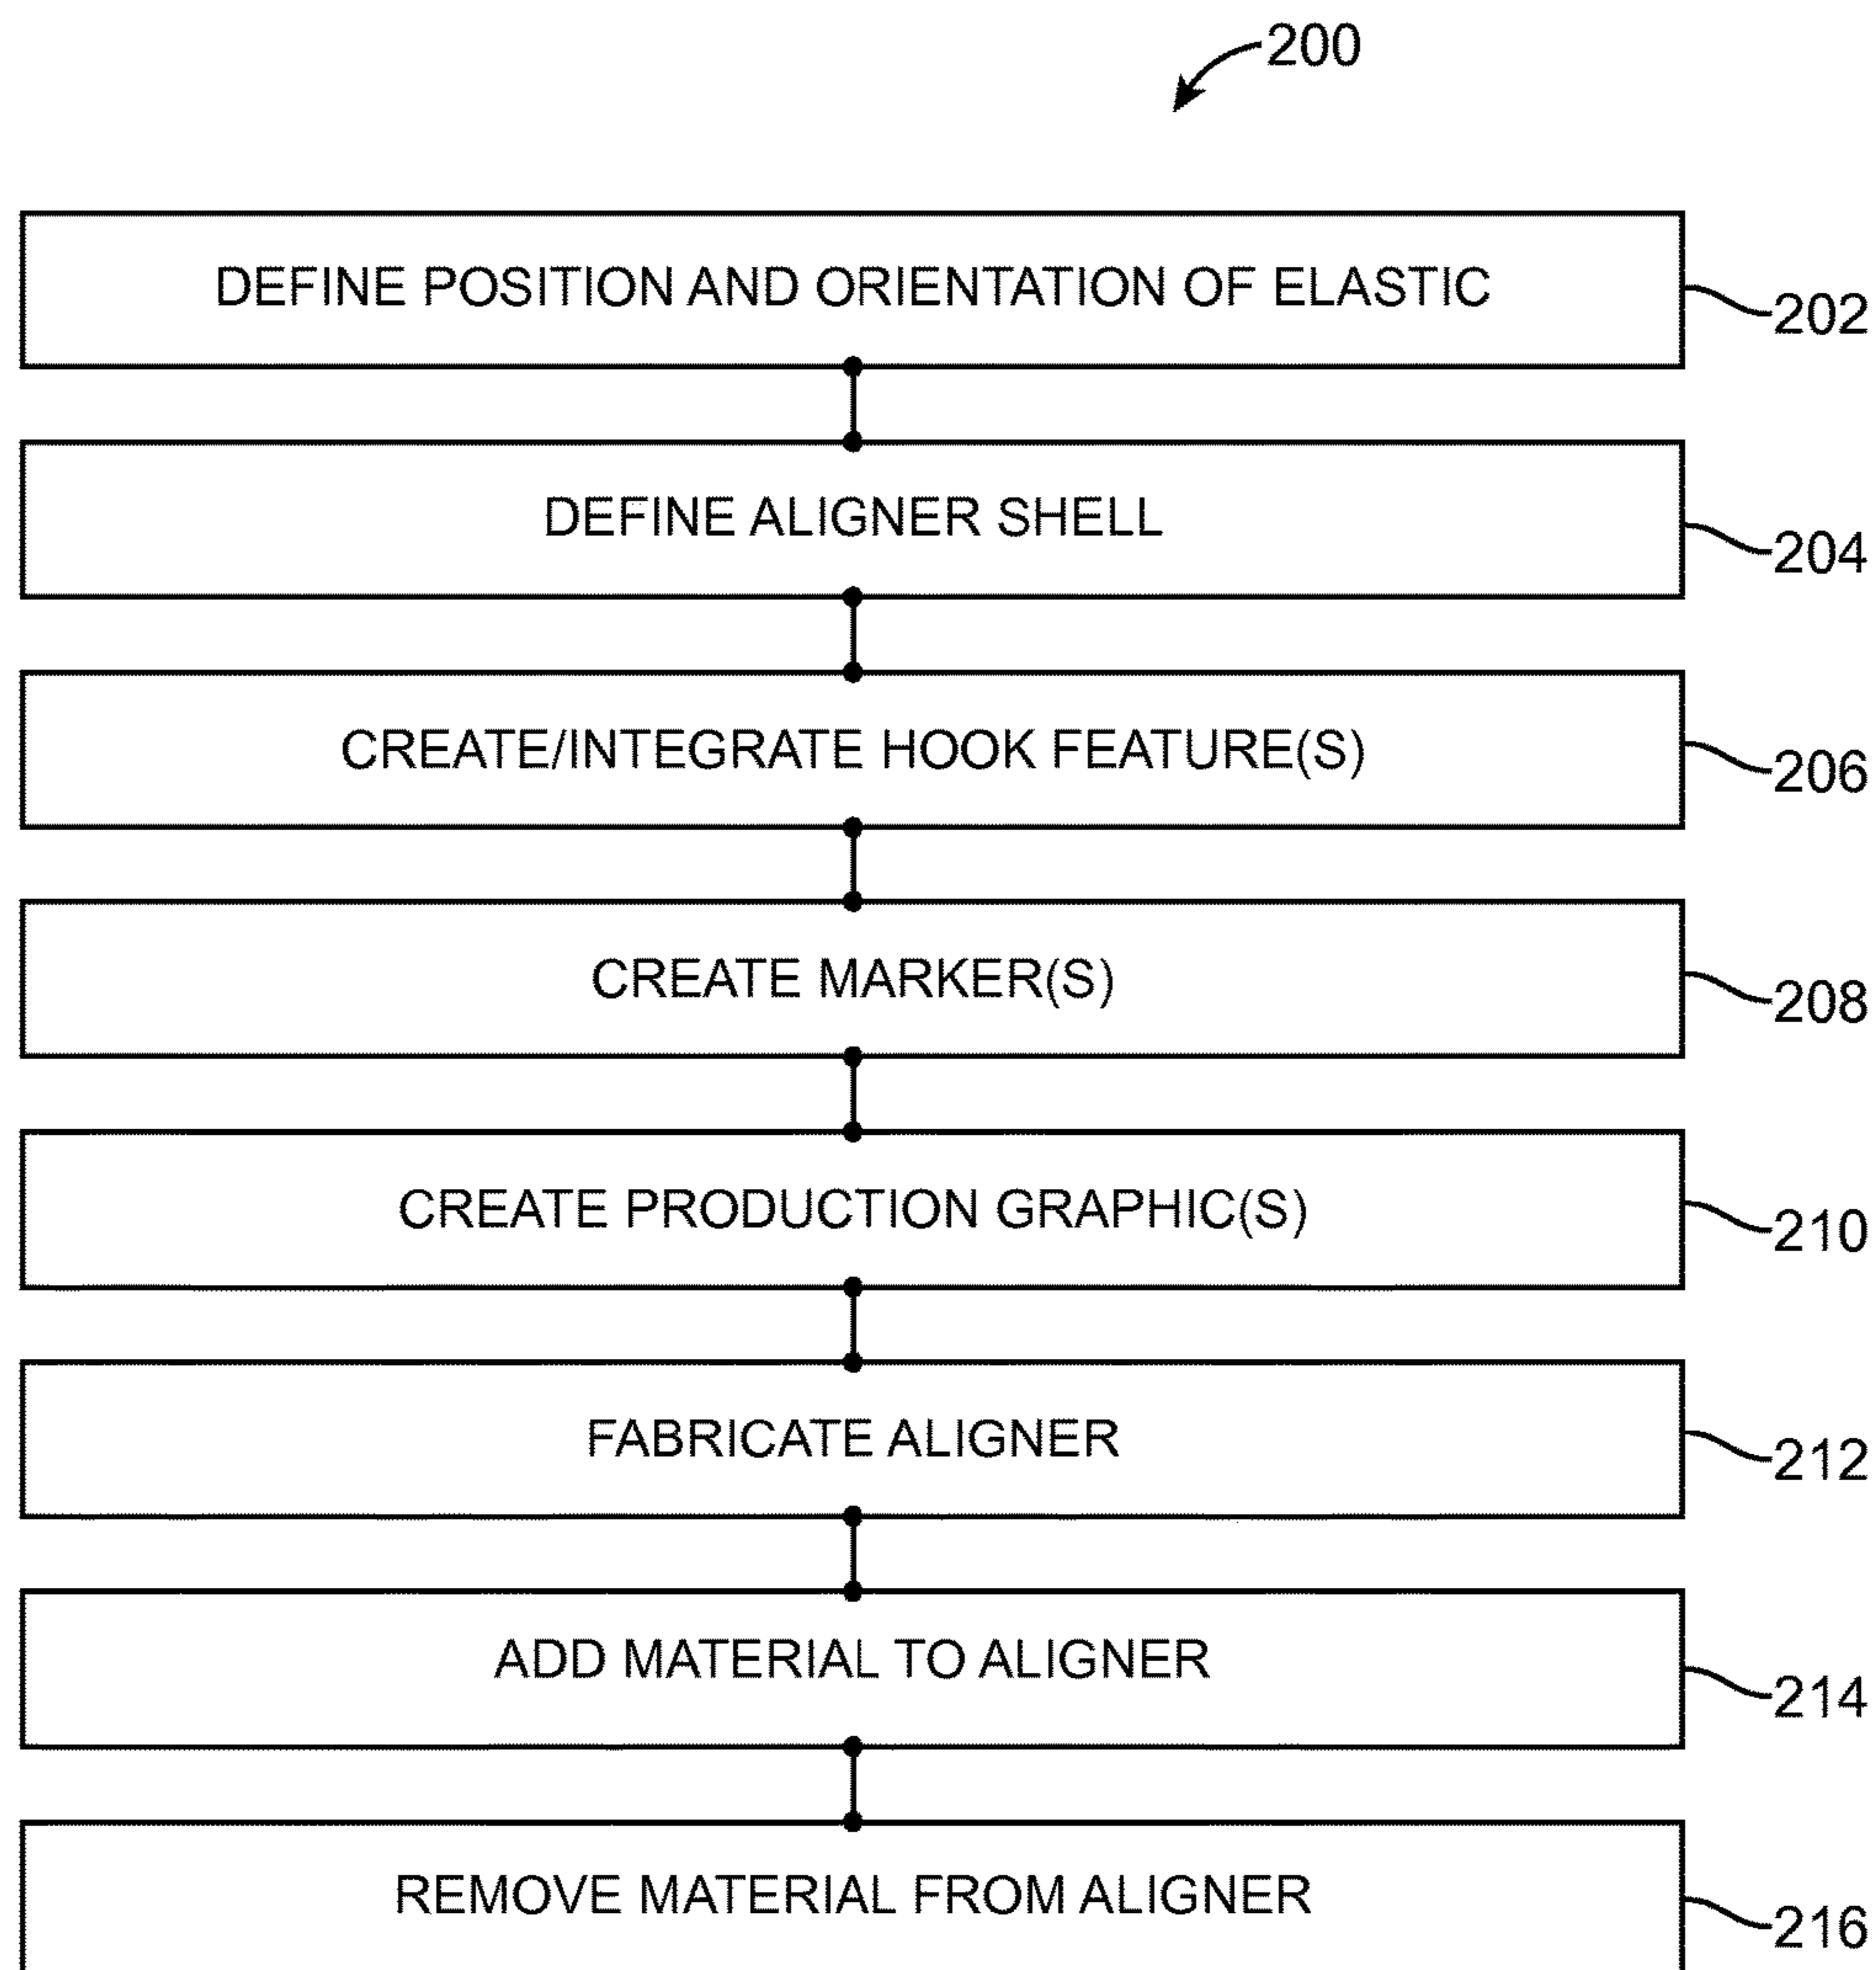 200
DEFINE POSITION AND ORIENTATION OF ELASTIC
202
DEFINE ALIGNER SHELL
204
CREATE/INTEGRATE HOOK FEATURE(S)
206
CREATE MARKER(S)
208
CREATE PRODUCTION GRAPHIC(S)
210
FABRICATE ALIGNER
212
ADD MATERIAL TO ALIGNER
214
REMOVE MATERIAL FROM ALIGNER
216